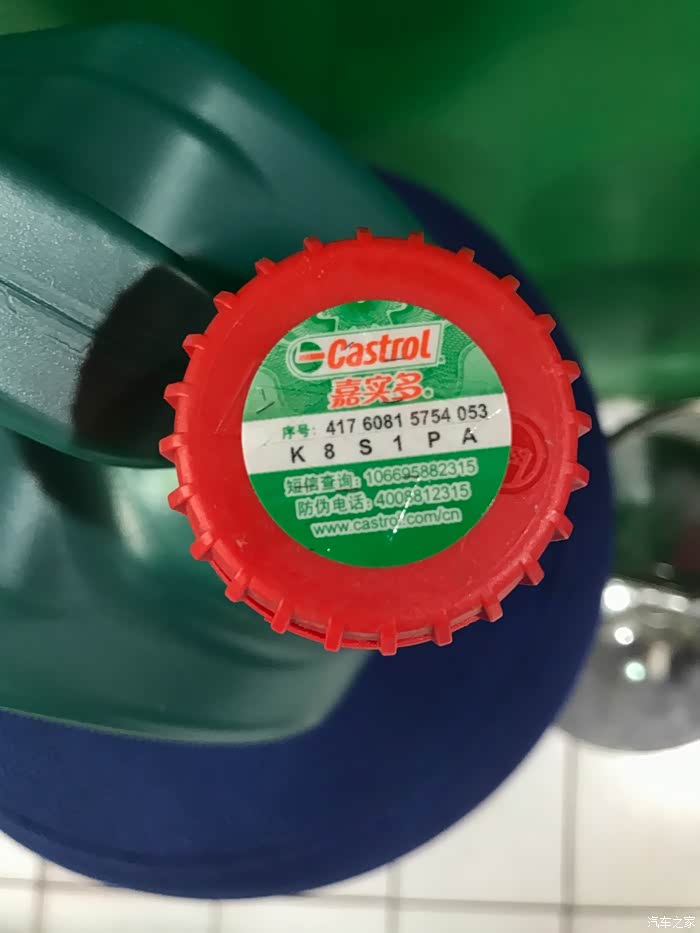 Castrol
嘉实多®
序号: 417 6081 5754 053
K 8 S 1 P A
短信查询: 106695882315
防伪电话: 4008812315
www.castrol.com/cn
汽车之家